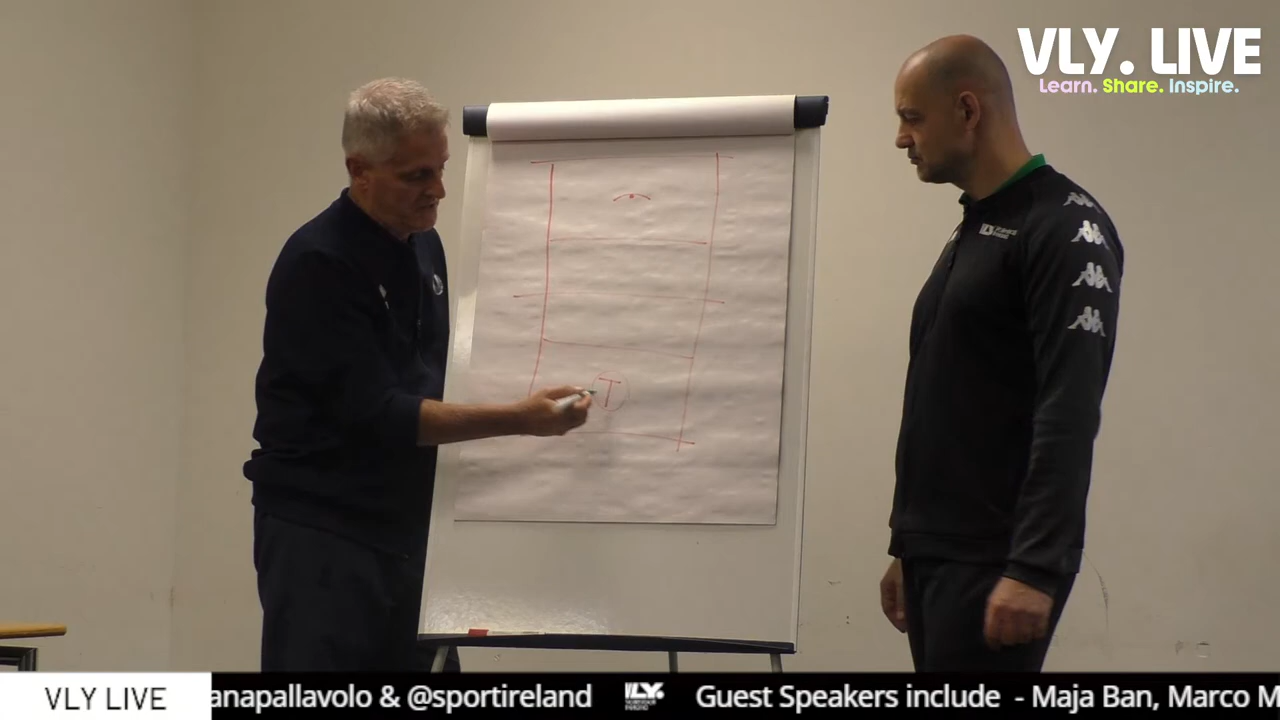 VLY. LIVE
Learn. Share. Inspire.
T
VLY LIVE
anapallavolo & @sportireland VLY. Guest Speakers include - Maja Ban, Marco M